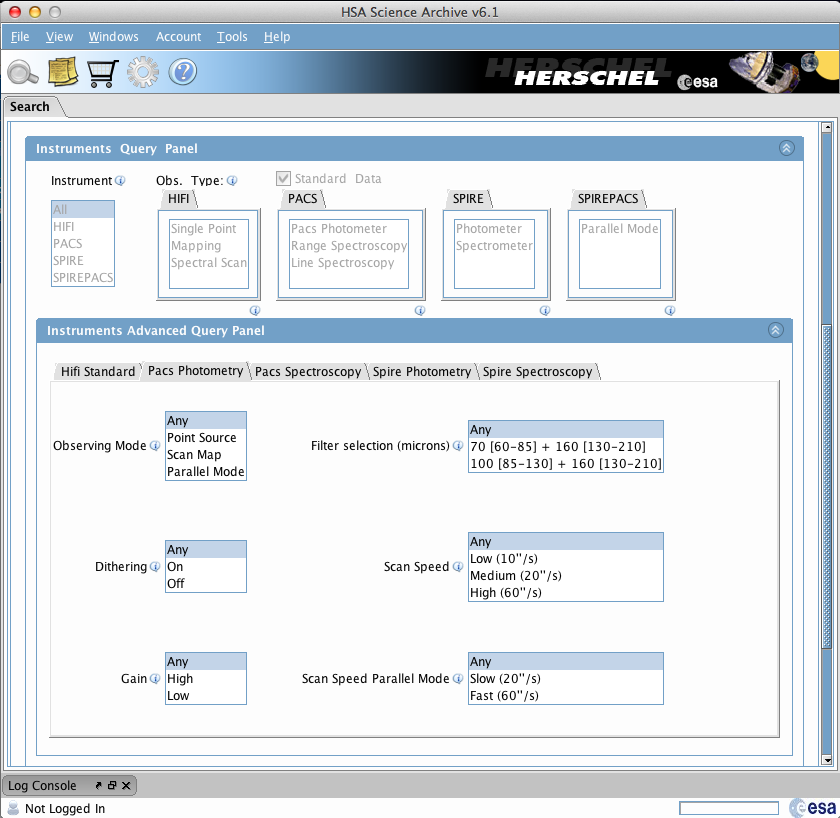 HSA Science Archive v6.1
File View Windows Account Tools Help
HERSCHEL
HERSCHEL esa
Search
Instruments Query Panel
Instrument Obs. Type: Standard Data
HIFI PACS SPIRE SPIREPACS
All
HIFI
PACS
SPIRE
SPIREPACS
Single Point
Mapping
Spectral Scan
Pacs Photometer
Range Spectroscopy
Line Spectroscopy
Photometer
Spectrometer
Parallel Mode
Instruments Advanced Query Panel
Hifi Standard Pacs Photometry Pacs Spectroscopy Spire Photometry Spire Spectroscopy
Observing Mode
Any
Point Source
Scan Map
Parallel Mode
Filter selection (microns)
Any
70 [60-85] + 160 [130-210]
100 [85-130] + 160 [130-210]
Dithering
Any
On
Off
Scan Speed
Any
Low (10"/s)
Medium (20"/s)
High (60"/s)
Gain
Any
High
Low
Scan Speed Parallel Mode
Any
Slow (20"/s)
Fast (60"/s)
Log Console
Not Logged In
esa